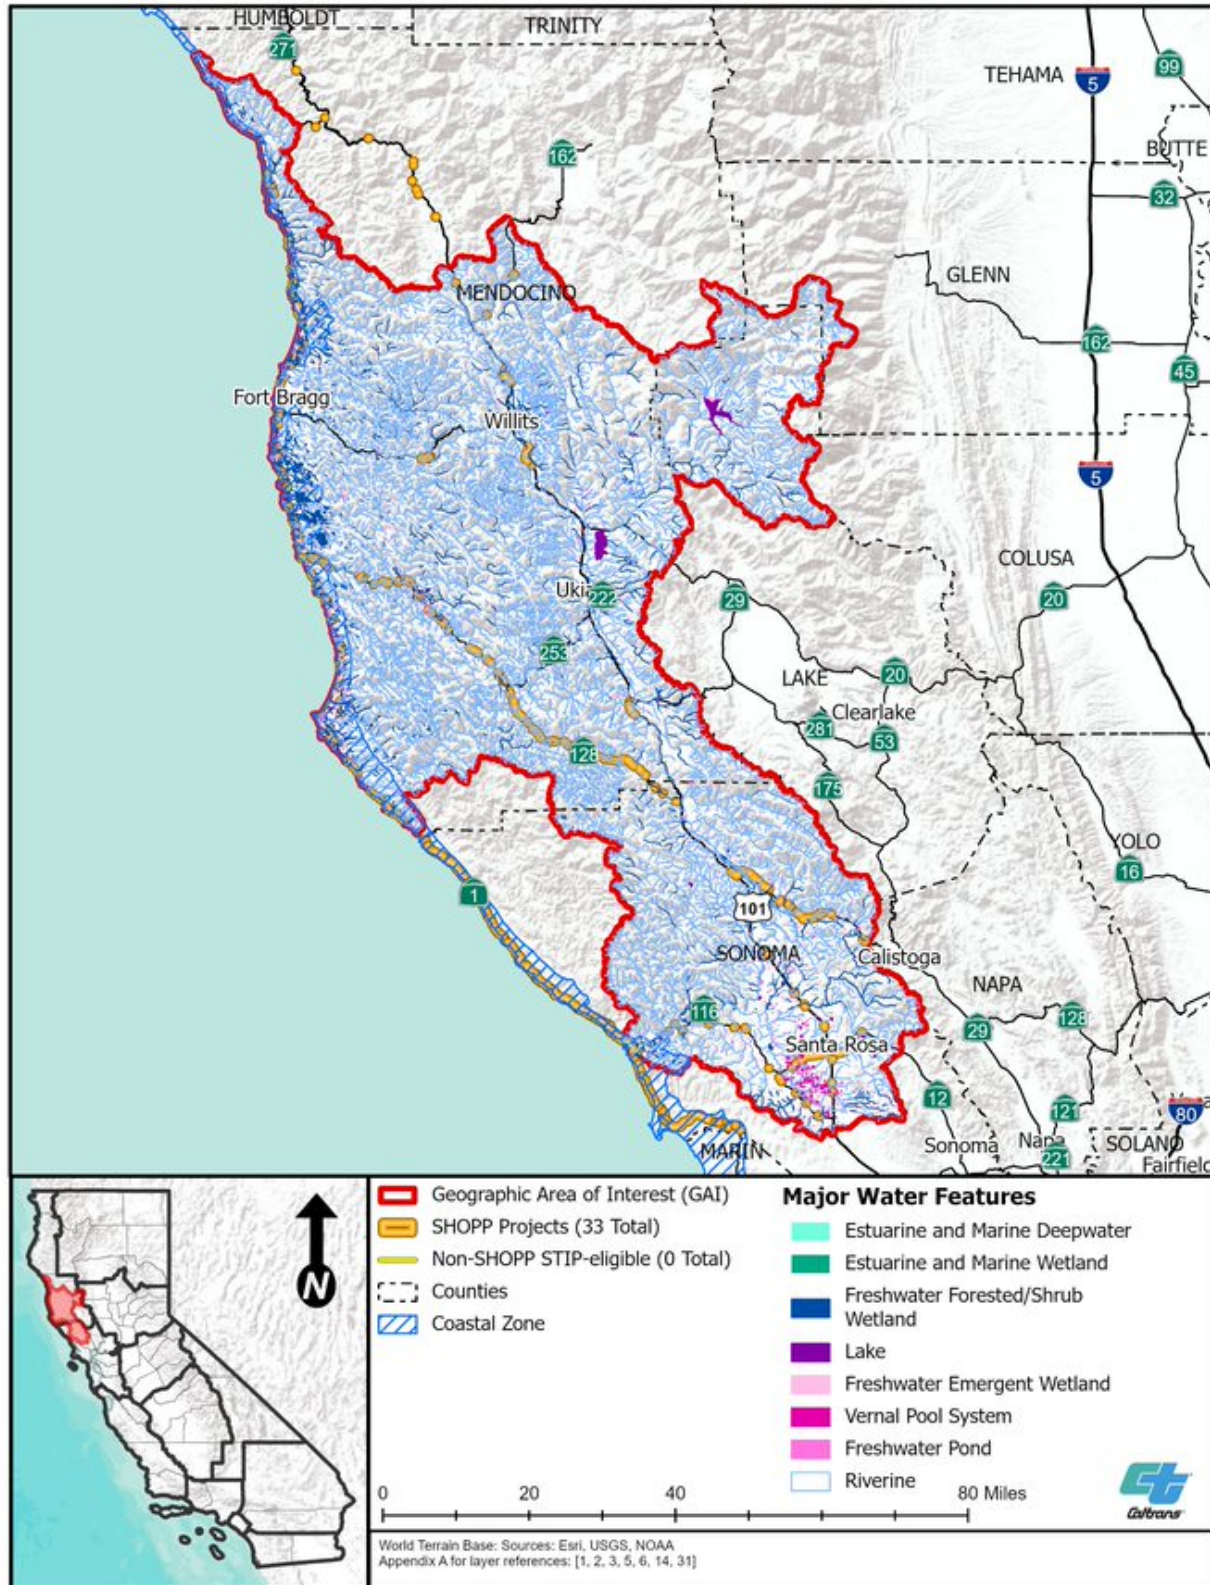 HUMBOLDT
TRINITY
271
TEHAMA
5
99
BUTTE
162
32
GLENN
MENDOCINO
162
45
Fort Bragg
Willits
5
COLUSA
Uki
222
29
20
253
LAKE
20
Clearlake
281
53
128
175
YOLO
16
1
101
SONOMA
Calistoga
NAPA
116
29
128
Santa Rosa
12
121
80
MARIN
Sonoma
Napa
221
SOLANO
Fairfield
N
Geographic Area of Interest (GAI)
SHOPP Projects (33 Total)
Non-SHOPP STIP-eligible (0 Total)
Counties
Coastal Zone
Major Water Features
Estuarine and Marine Deepwater
Estuarine and Marine Wetland
Freshwater Forested/Shrub
Wetland
Lake
Freshwater Emergent Wetland
Vernal Pool System
Freshwater Pond
Riverine
0 20 40 80 Miles
Caltrans
World Terrain Base: Sources: Esri, USGS, NOAA
Appendix A for layer references: [1, 2, 3, 5, 6, 14, 31]